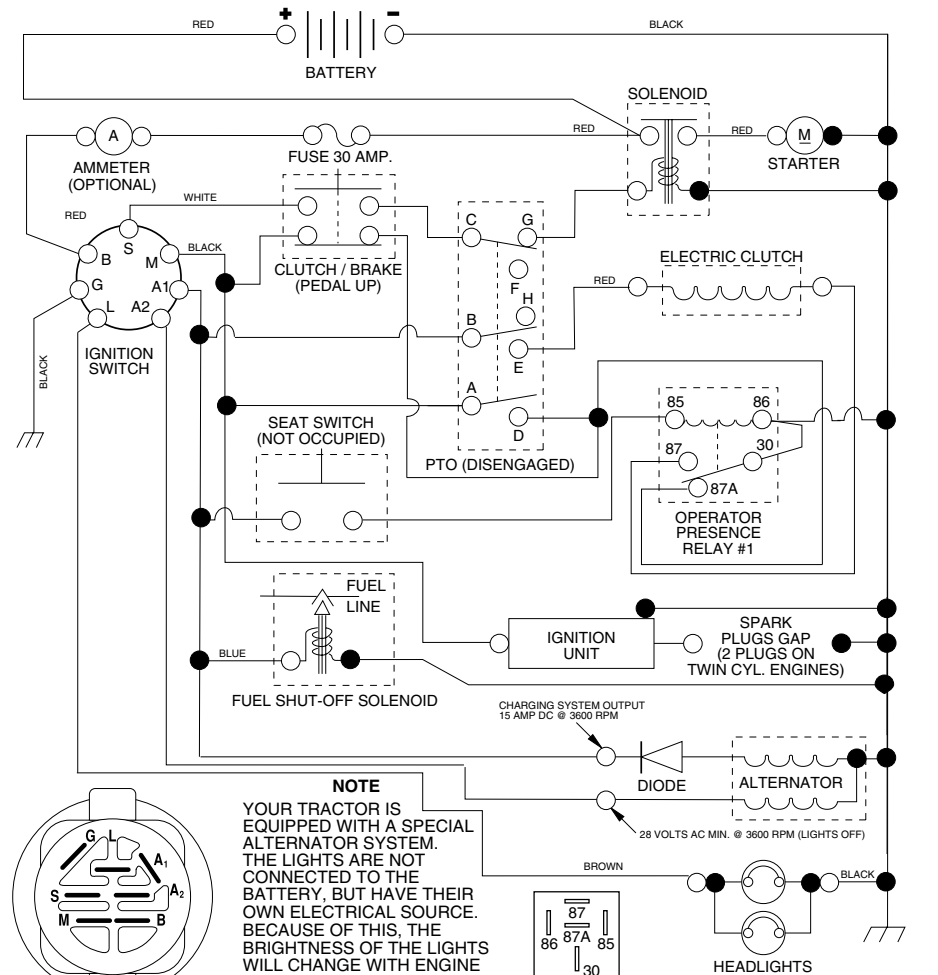 RED
+
-
BLACK
BATTERY
SOLENOID
A
AMMETER
(OPTIONAL)
FUSE 30 AMP.
RED
RED
M
STARTER
RED
WHITE
S
B
M
BLACK
G
A1
L
A2
IGNITION
SWITCH
BLACK
CLUTCH / BRAKE
(PEDAL UP)
C
G
F
H
B
E
A
D
PTO (DISENGAGED)
ELECTRIC CLUTCH
RED
SEAT SWITCH
(NOT OCCUPIED)
85
86
87
30
87A
OPERATOR
PRESENCE
RELAY #1
FUEL
LINE
BLUE
FUEL SHUT-OFF SOLENOID
IGNITION
UNIT
SPARK
PLUGS GAP
(2 PLUGS ON
TWIN CYL. ENGINES)
CHARGING SYSTEM OUTPUT
15 AMP DC @ 3600 RPM
DIODE
ALTERNATOR
28 VOLTS AC MIN. @ 3600 RPM (LIGHTS OFF)
NOTE
YOUR TRACTOR IS
EQUIPPED WITH A SPECIAL
ALTERNATOR SYSTEM.
THE LIGHTS ARE NOT
CONNECTED TO THE
BATTERY, BUT HAVE THEIR
OWN ELECTRICAL SOURCE.
BECAUSE OF THIS, THE
BRIGHTNESS OF THE LIGHTS
WILL CHANGE WITH ENGINE
G
L
A1
S
A2
M
B
BROWN
BLACK
HEADLIGHTS
87
86
87A
85
30